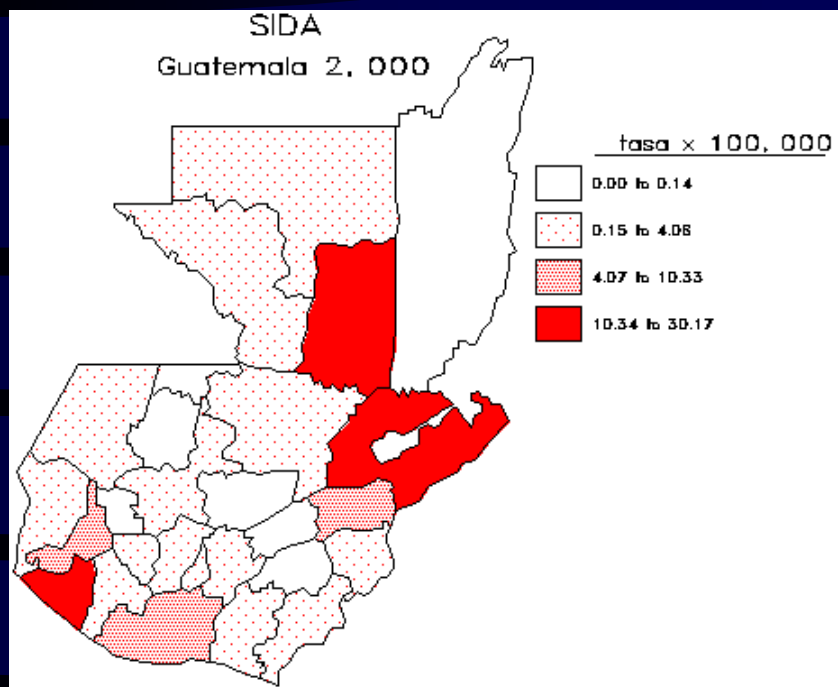 SIDA
Guatemala 2, 000
tasa x 100, 000
0.00 to 0.14
0.15 to 4.06
4.07 to 10.33
10.34 to 30.17